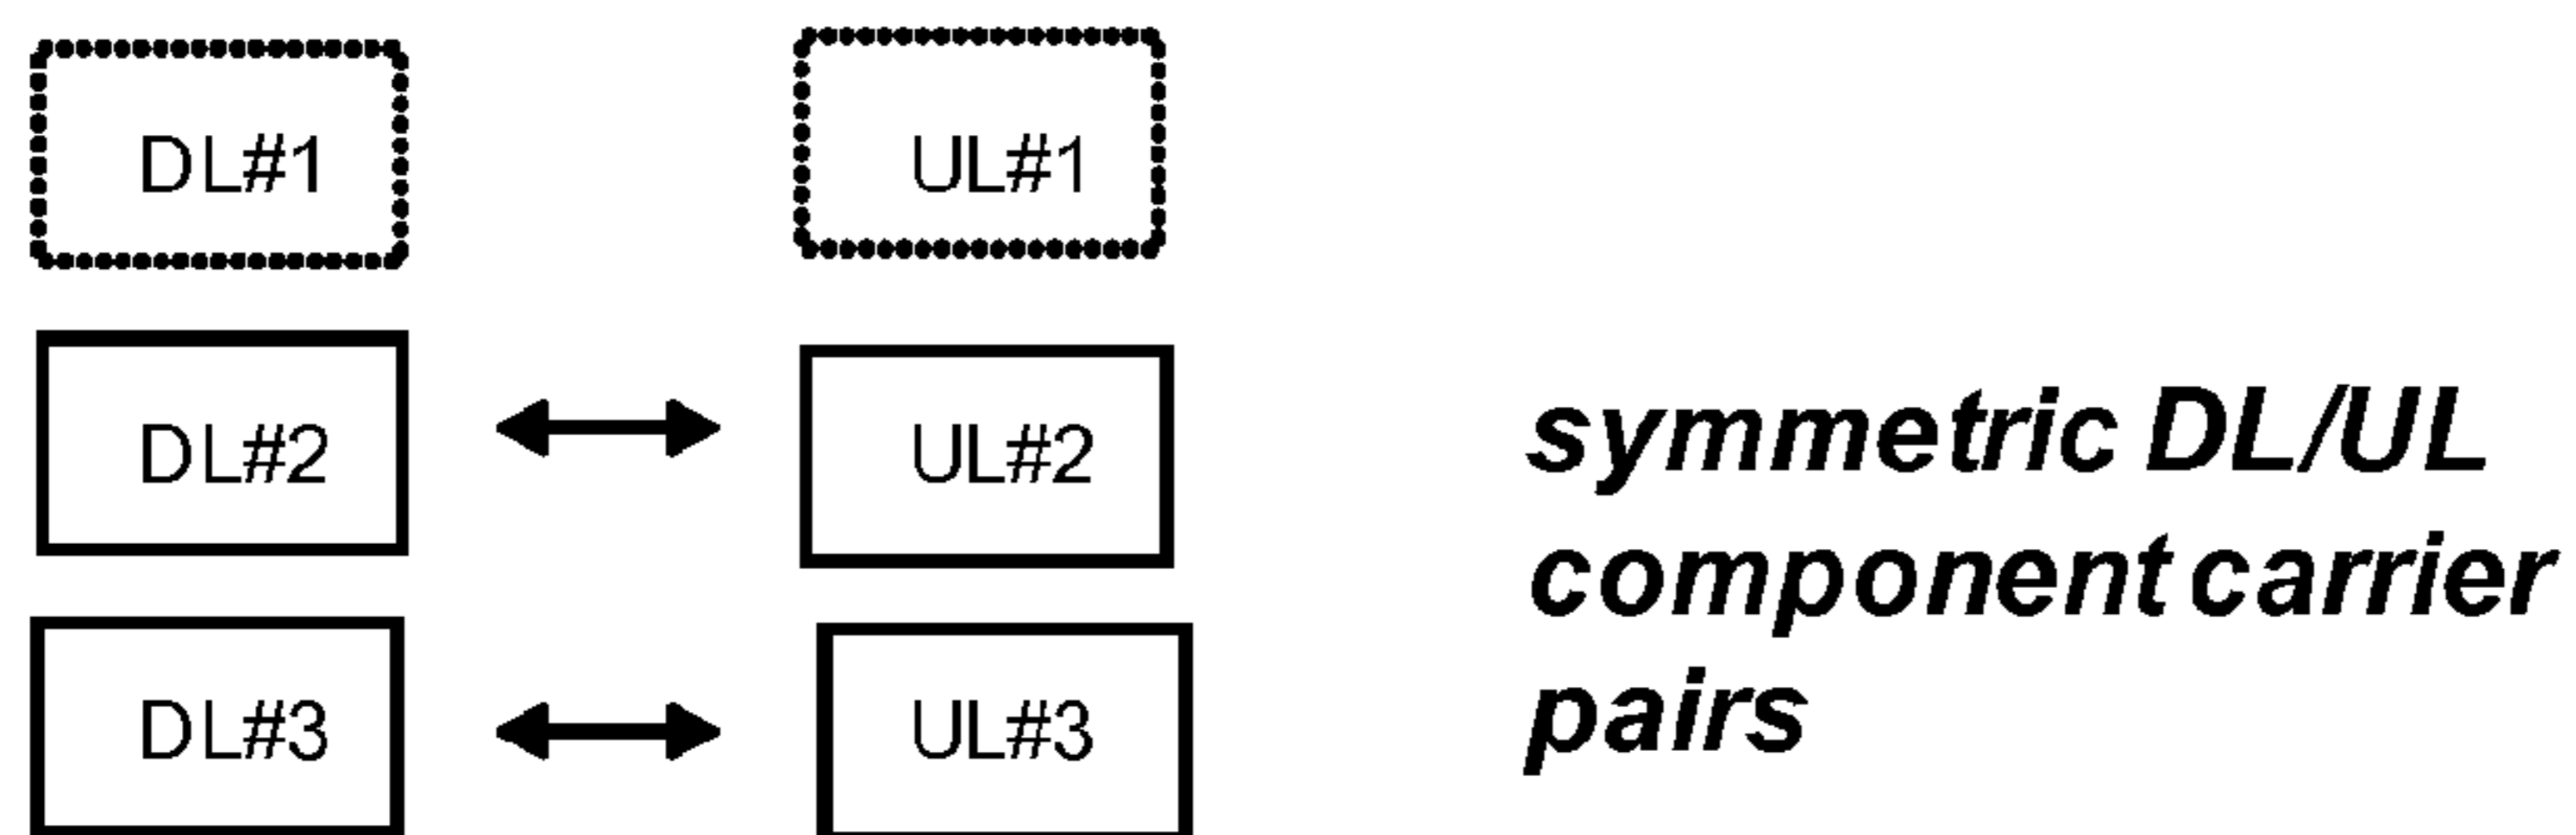 DL#1 UL#1
DL#2 UL#2
DL#3 UL#3
symmetric DL/UL
component carrier
pairs